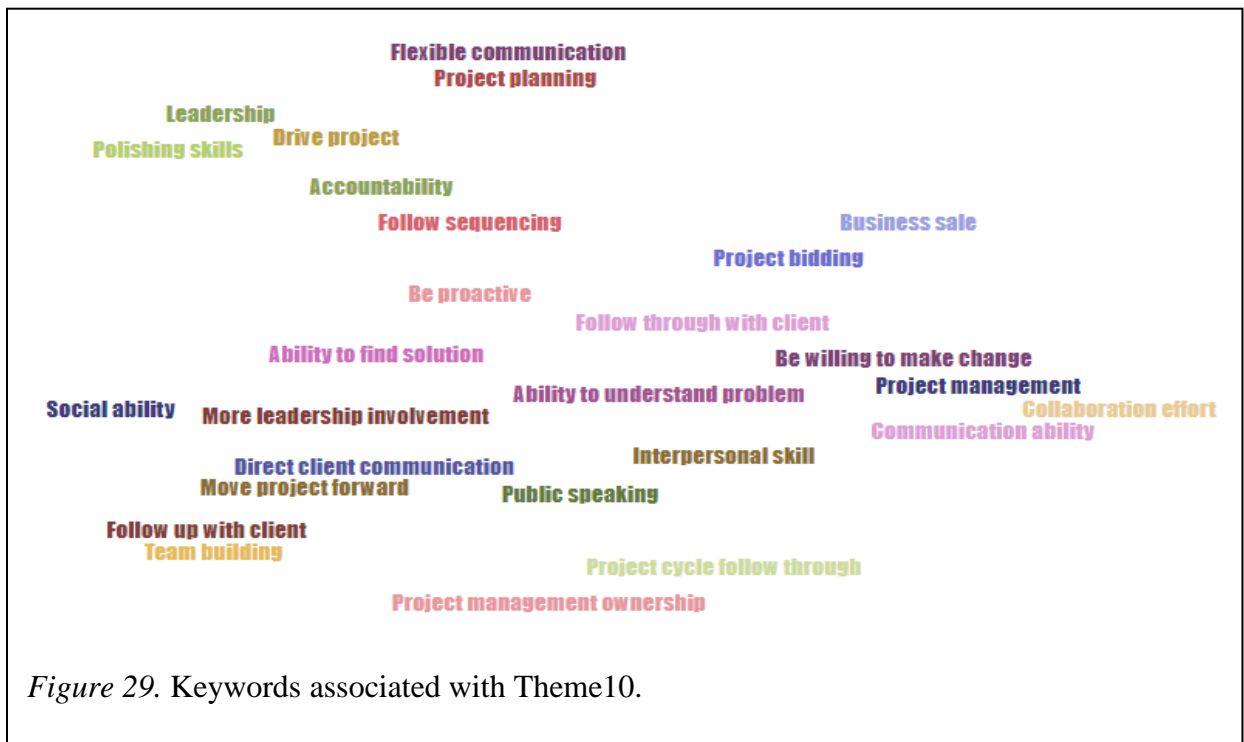 Flexible communication
Project planning
Leadership
Drive project
Polishing skills
Accountability
Follow sequencing
Business sale
Project bidding
Be proactive
Follow through with client
Ability to find solution
Be willing to make change
Project management
Ability to understand problem
Social ability
More leadership involvement
Collaboration effort
Communication ability
Interpersonal skill
Direct client communication
Move project forward
Public speaking
Follow up with client
Team building
Project cycle follow through
Project management ownership
Figure 29. Keywords associated with Theme10.